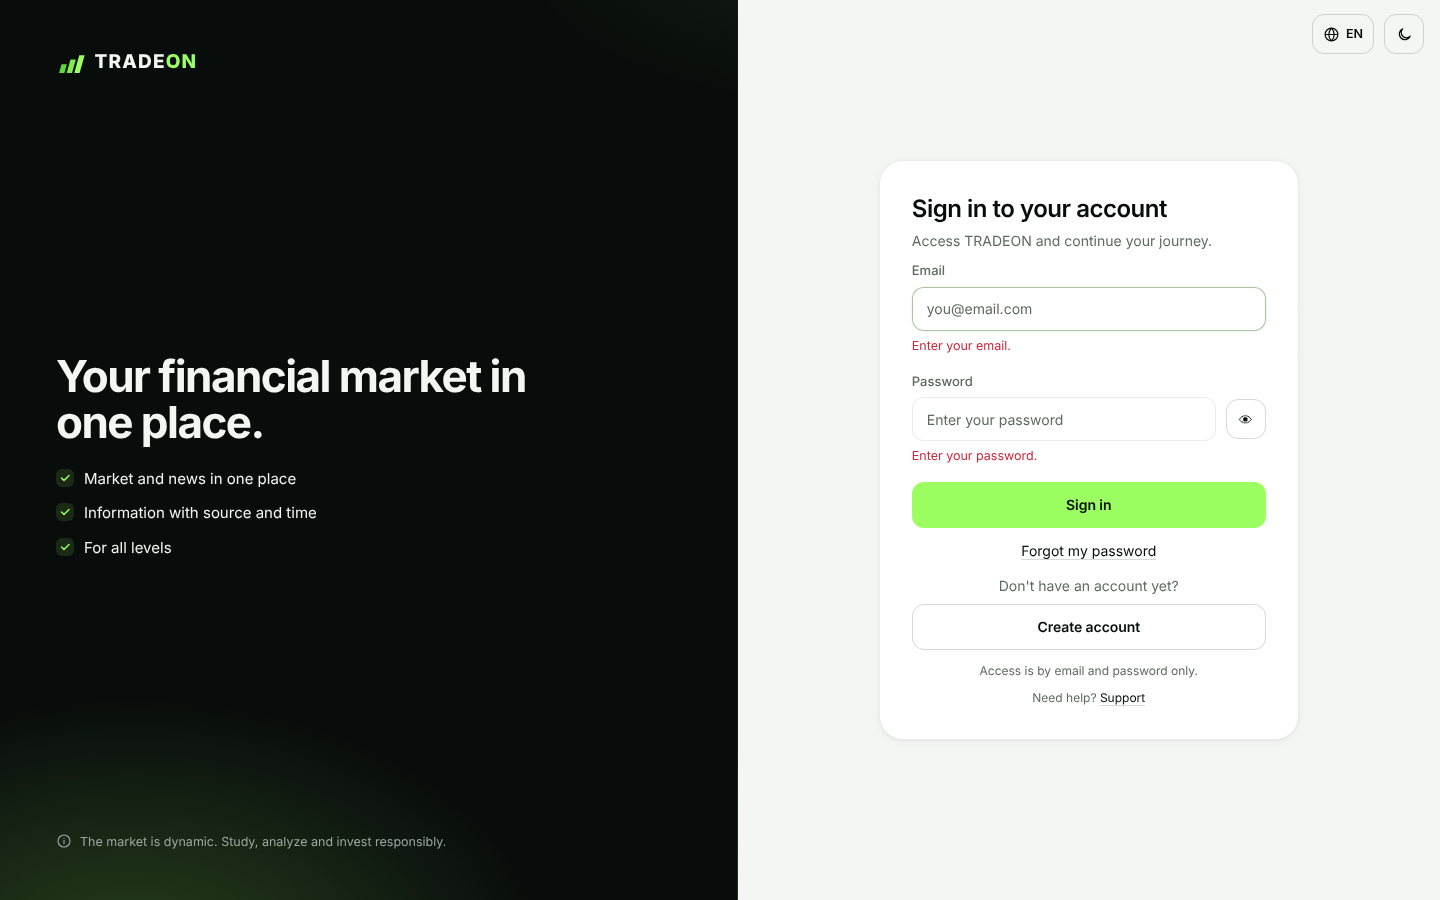 TRADEON
Your financial market in
one place.
Market and news in one place
Information with source and time
For all levels
The market is dynamic. Study, analyze and invest responsibly.
EN
Sign in to your account
Access TRADEON and continue your journey.
Email
you@email.com
Enter your email.
Password
Enter your password
Enter your password.
Sign in
Forgot my password
Don't have an account yet?
Create account
Access is by email and password only.
Need help? Support